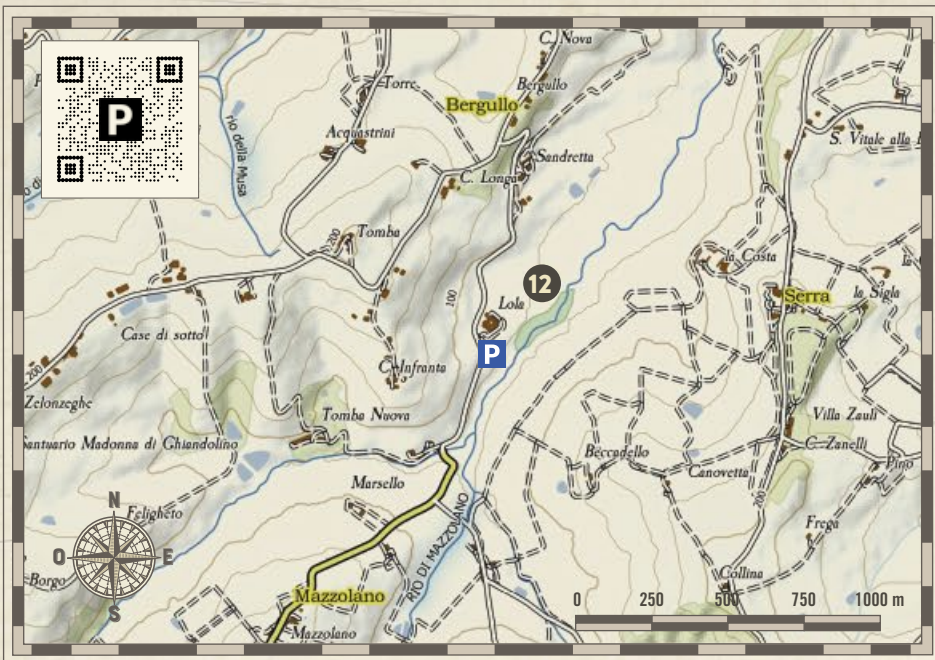 C. Nova
Torre
Bergullo
Bergullo
P
rio della Musa
Acquastrini
Sandretta
S. Vitale alla
C. Longa
Tomba
200
la Costa
12
100
Lola
Serra
la Sigla
la
Case di sotto
P
C. Infranta
200
Zelonzeghe
Tomba Nuova
Villa Zauli
Santuario Madonna di Ghiandolino
C. Zanelli
Beccadello
Canovetta
Pino
Marsello
200
N
Feligheto
Frega
RIO DI MAZZOLANO
O
E
Borgo
Collina
S
Mazzolano
0 250 500 750 1000 m
Mazzolano